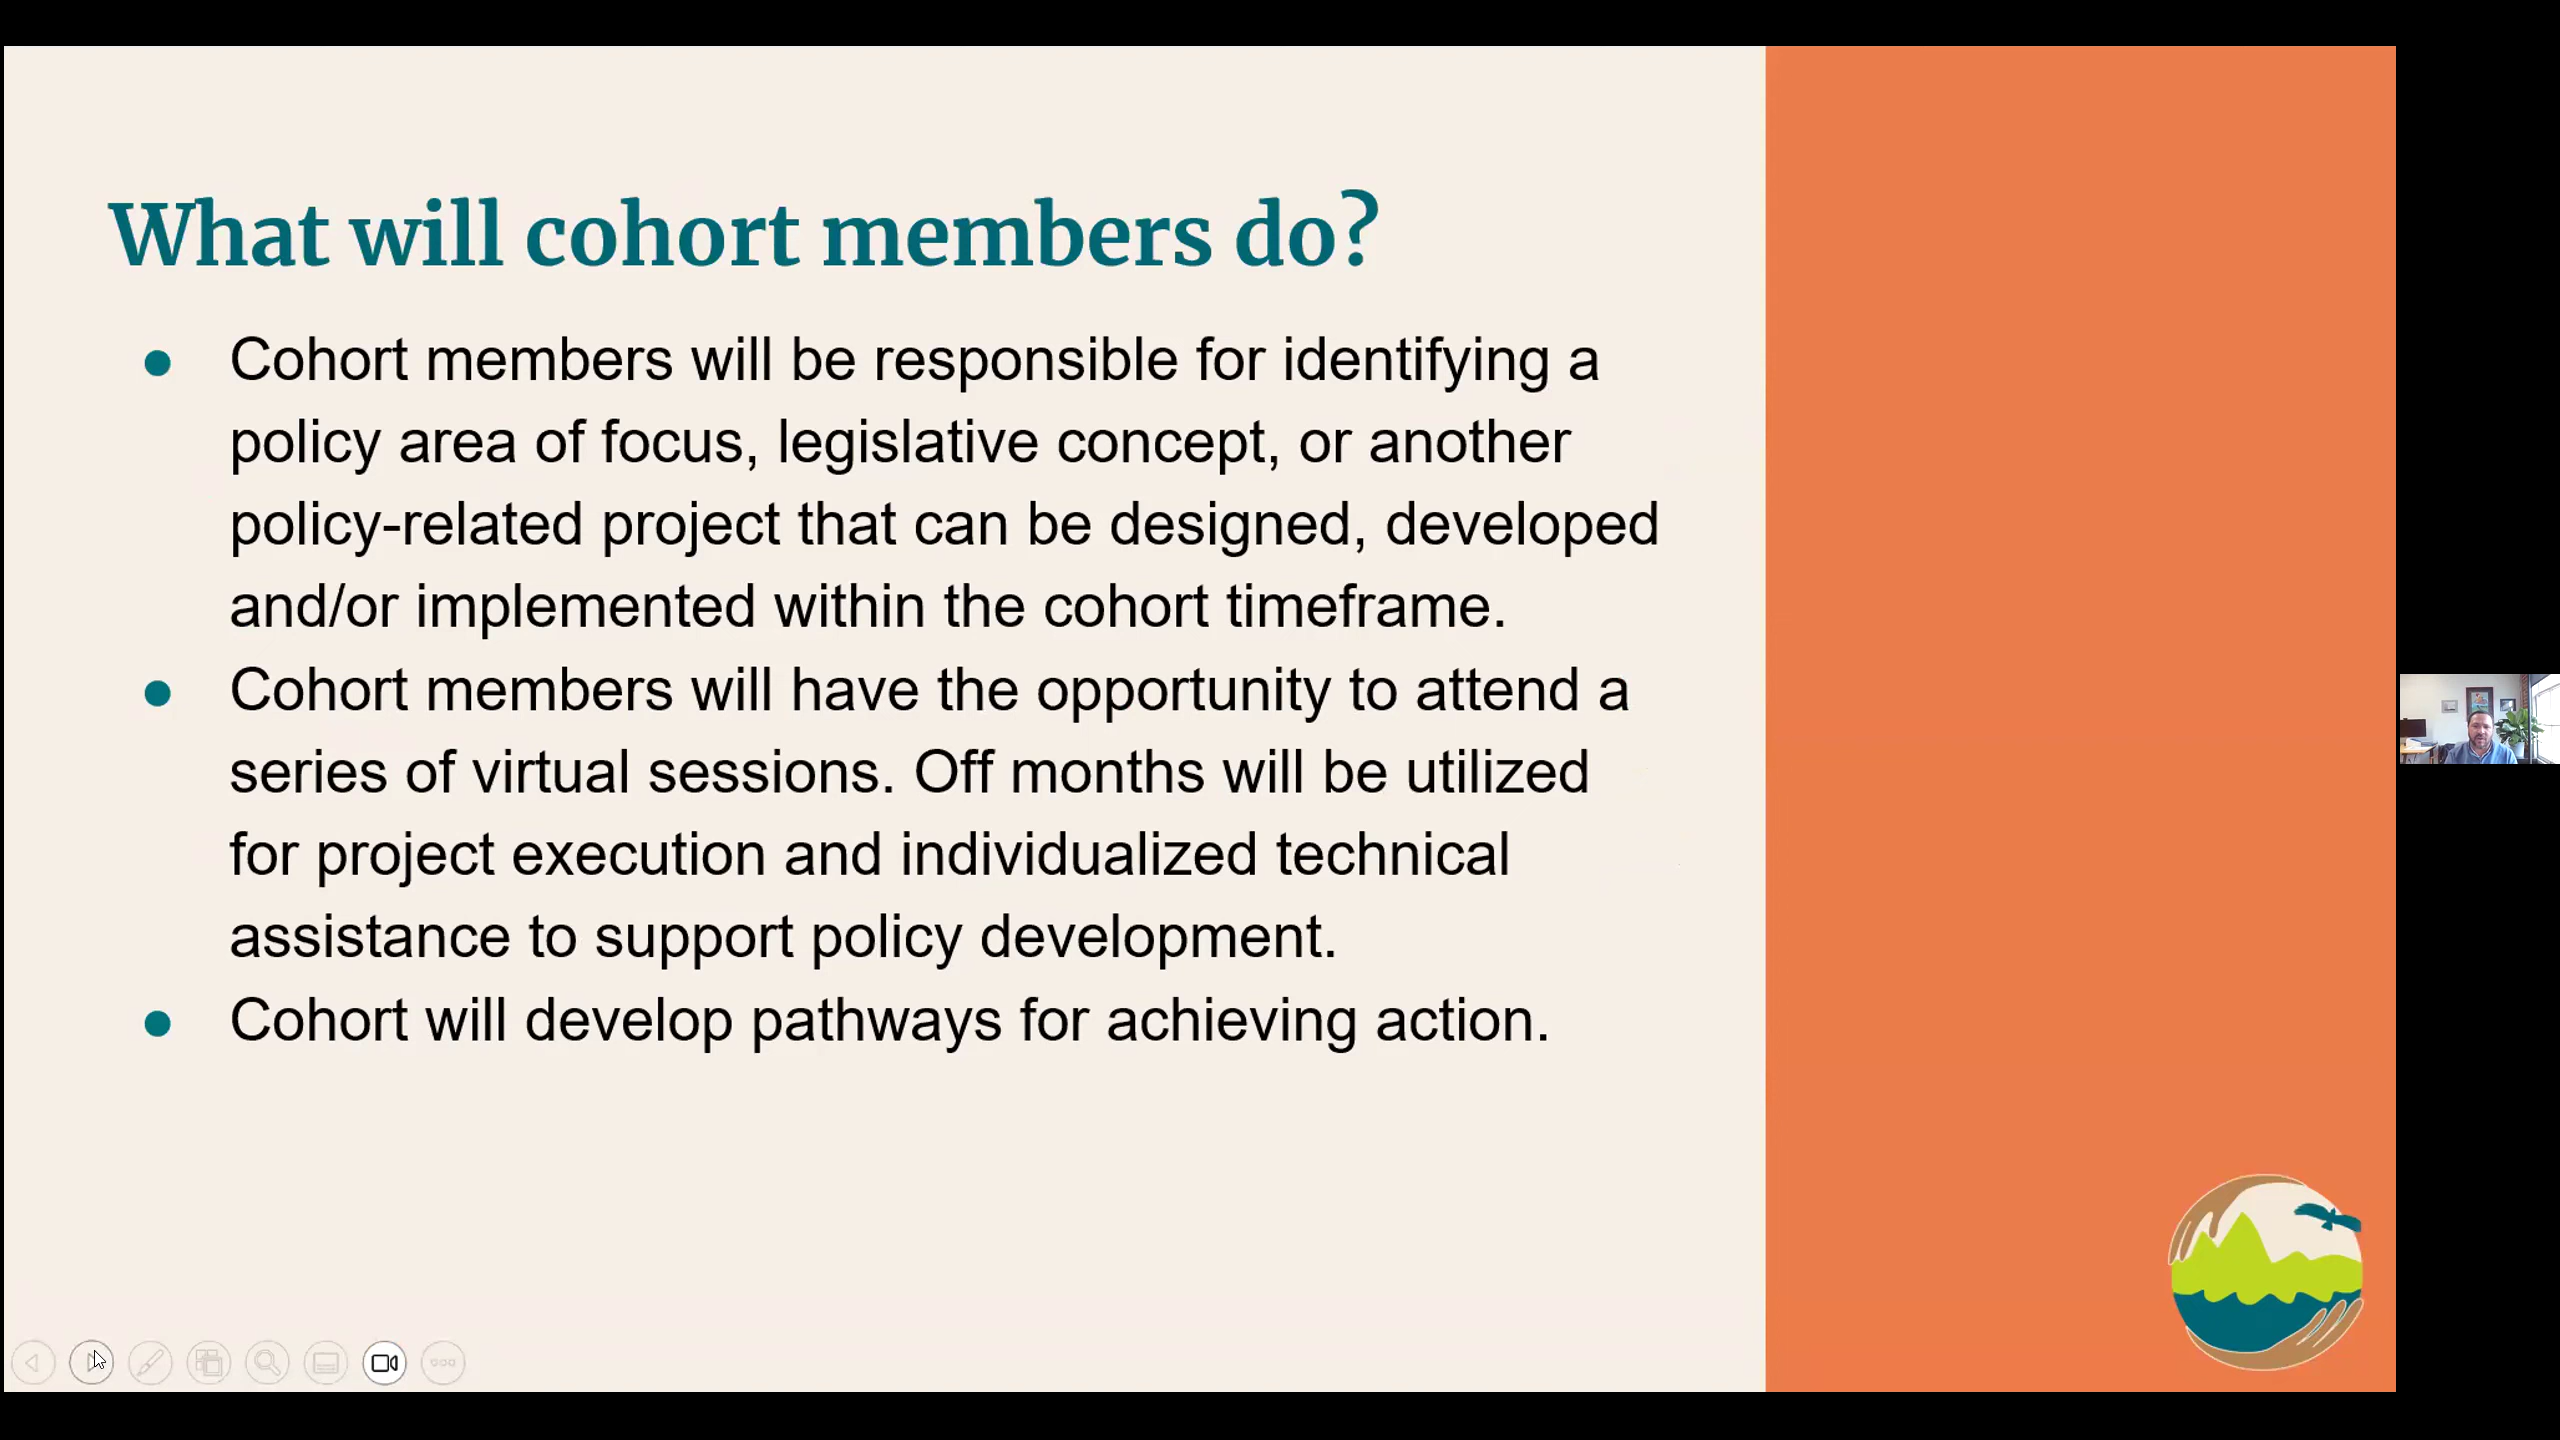 What will cohort members do?
● Cohort members will be responsible for identifying a
policy area of focus, legislative concept, or another
policy-related project that can be designed, developed
and/or implemented within the cohort timeframe.
● Cohort members will have the opportunity to attend a
series of virtual sessions. Off months will be utilized
for project execution and individualized technical
assistance to support policy development.
● Cohort will develop pathways for achieving action.